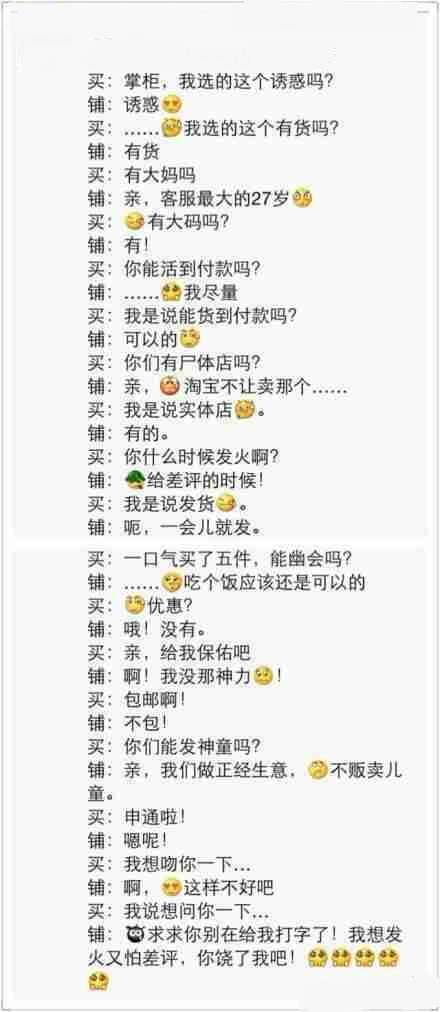 买：掌柜，我选的这个诱惑吗？
铺：诱惑
买：……我选的这个有货吗？
铺：有货
买：有大妈吗
铺：亲，客服最大的27岁
买：有大码吗？
铺：有！
买：你能活到付款吗？
铺：……我尽量
买：我是说能货到付款吗？
铺：可以的
买：你们有尸体店吗？
铺：亲，淘宝不让卖那个……
买：我是说实体店。
铺：有的。
买：你什么时候发火啊？
铺：给差评的时候！
买：我是说发货。
铺：呃，一会儿就发。
买：一口气买了五件，能幽会吗？
铺：……吃个饭应该还是可以的
买：优惠？
铺：哦！没有。
买：亲，给我保佑吧
铺：啊！我没那神力！
买：包邮啊！
铺：不包！
买：你们能发神童吗？
铺：亲，我们做正经生意，不贩卖儿
童。
买：申通啦！
铺：嗯呢！
买：我想吻你一下…
铺：啊，这样不好吧
买：我说想问你一下…
铺：求求你别在给我打字了！我想发
火又怕差评，你饶了我吧！